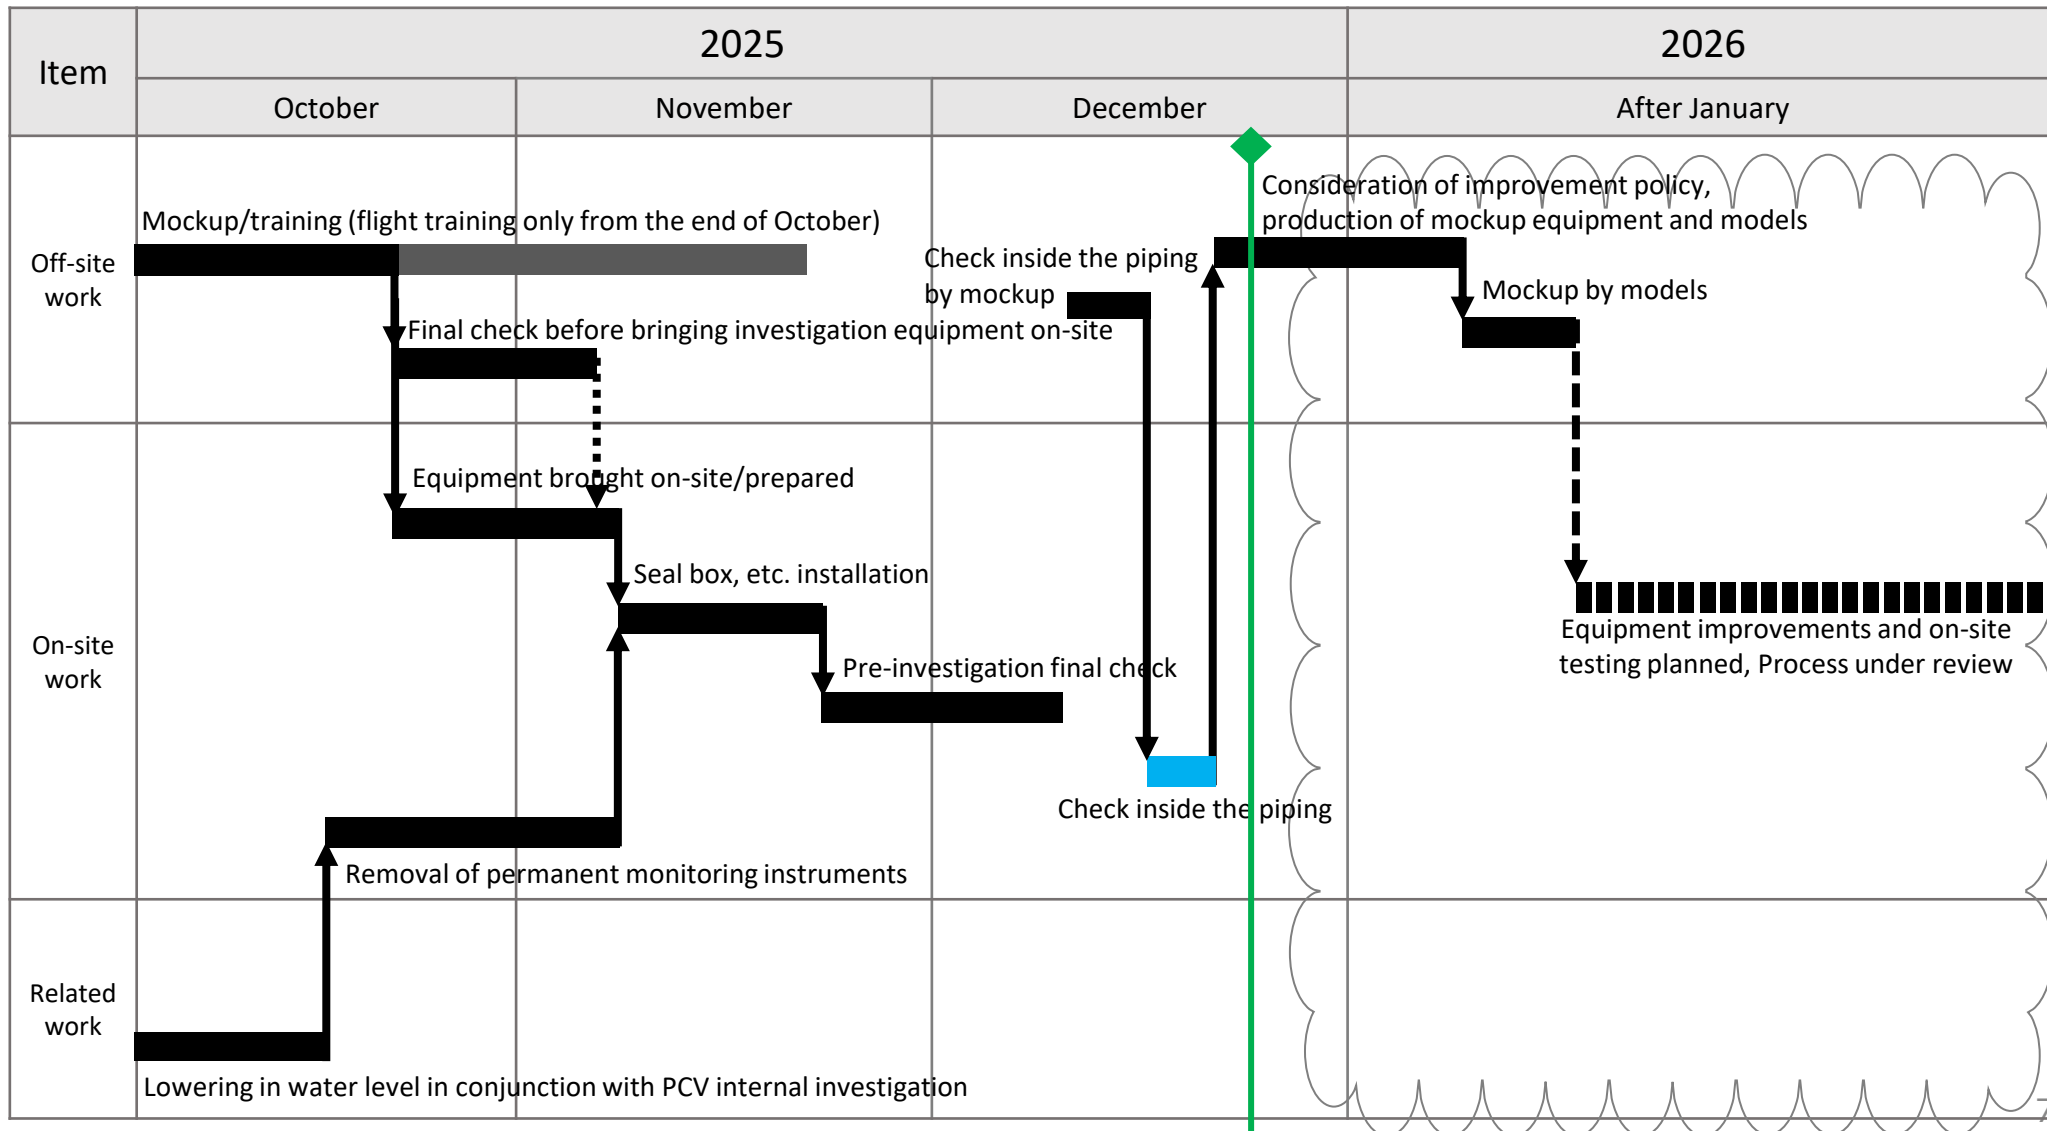 Item
2025
2026
October
November
December
After January
Off-site
work
Mockup/training (flight training only from the end of October)
Final check before bringing investigation equipment on-site
Check inside the piping
by mockup
Consideration of improvement policy,
production of mockup equipment and models
Mockup by models
On-site
work
Equipment brought on-site/prepared
Seal box, etc. installation
Pre-investigation final check
Check inside the piping
Removal of permanent monitoring instruments
Equipment improvements and on-site
testing planned, Process under review
Related
work
Lowering in water level in conjunction with PCV internal investigation